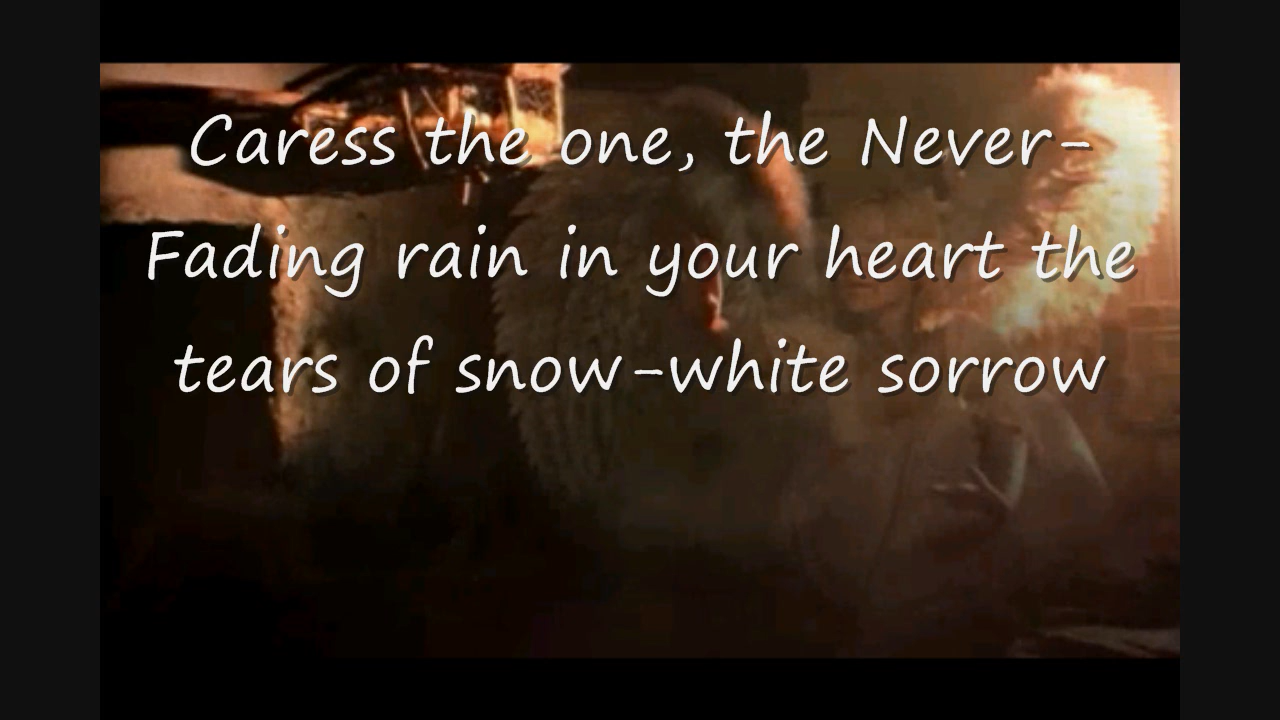 Caress the one, the Never-
Fading rain in your heart the
tears of snow-white sorrow